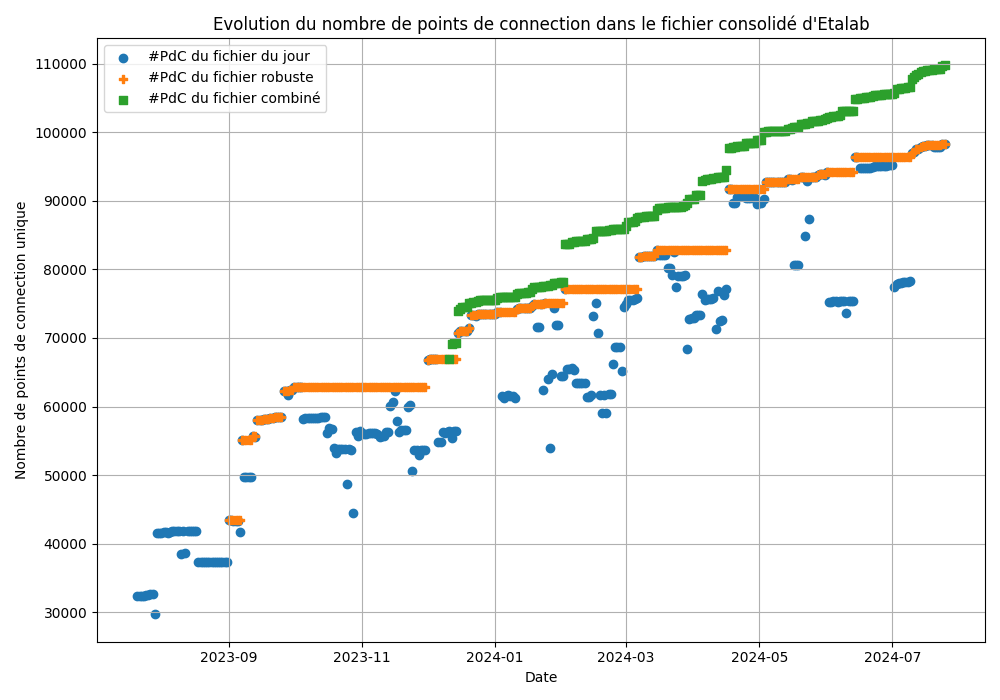 Evolution du nombre de points de connection dans le fichier consolidé d'Etalab
#PdC du fichier du jour
#PdC du fichier robuste
#PdC du fichier combiné
Nombre de points de connection unique
110000
100000
90000
80000
70000
60000
50000
40000
30000
2023-09 2023-11 2024-01 2024-03 2024-05 2024-07
Date